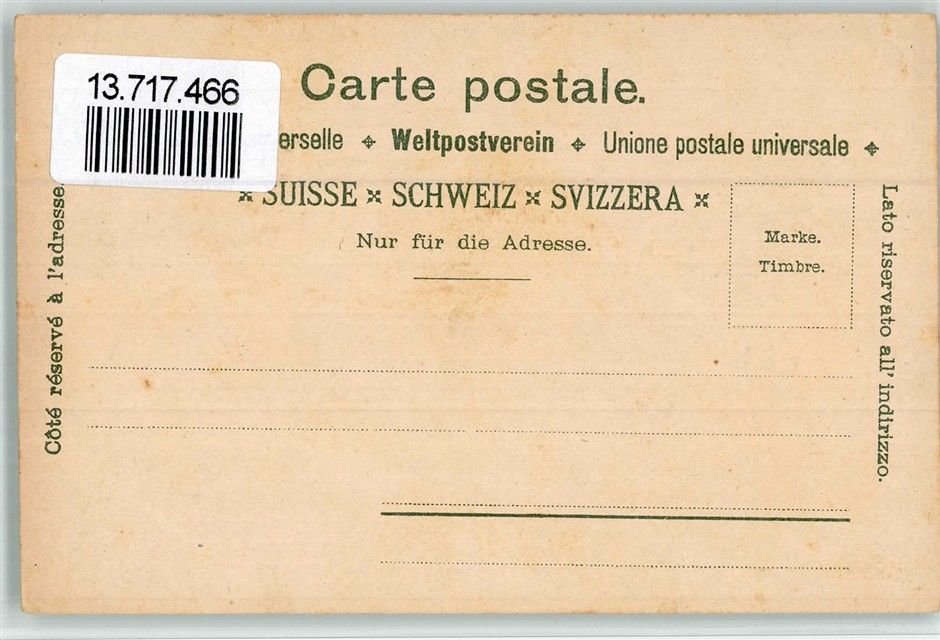 13.717.466
Carte postale.
erselle ✣ Weltpostverein ✣ Unione postale universale ✣
SUISSE × SCHWEIZ × SVIZZERA ×
Nur für die Adresse.
Marke.
Timbre.
Côté réservé à l'adresse.
Lato riservato all' indirizzo.